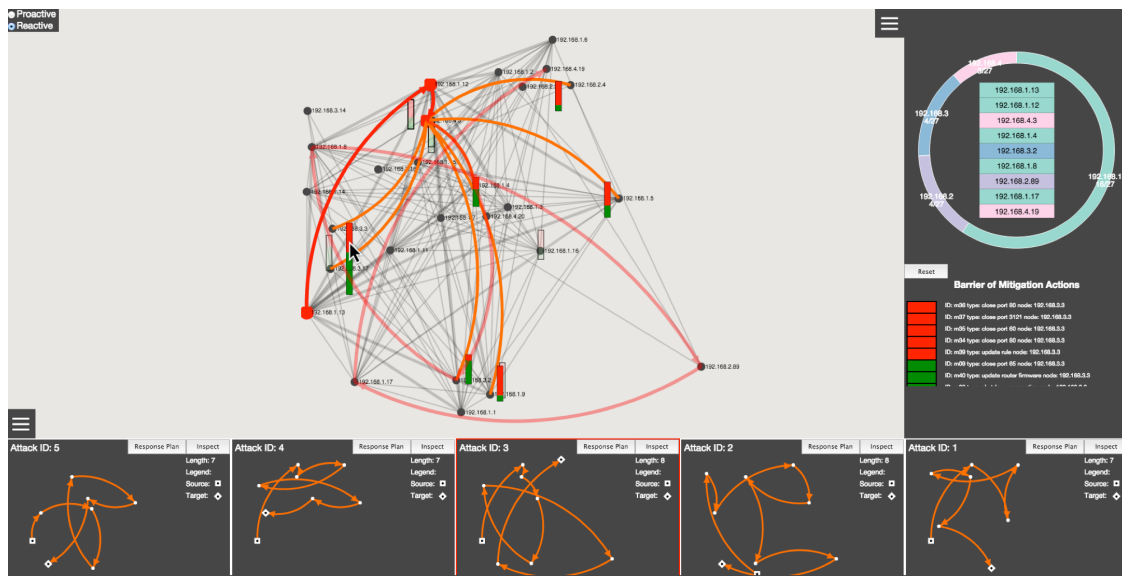 Proactive
Reactive
192.168.1.6
192.168.4.19
192.168.1.2
192.168.2.4
192.168.1.12
192.168.3.14
192.168.1.4
192.168.1.5
192.168.1.3
192.168.4.20
192.168.1.11
192.168.1.16
192.168.1.13
192.168.2.89
192.168.1.17
192.168.1.9
192.168.1.1
192.168.3
4/27
192.168.2
4/27
192.168.1
16/27
192.168.1.13
192.168.1.12
192.168.4.3
192.168.1.4
192.168.3.2
192.168.1.8
192.168.2.89
192.168.1.17
192.168.4.19
Reset
Barrier of Mitigation Actions
ID: m36 type: close port 80 node: 192.168.3.3
ID: m37 type: close port 3121 node: 192.168.3.3
ID: m35 type: close port 60 node: 192.168.3.3
ID: m34 type: close port 80 node: 192.168.3.3
ID: m39 type: update rule node: 192.168.3.3
ID: m09 type: close port 65 node: 192.168.3.3
ID: m40 type: update router firmware node: 192.168.3.3
Attack ID: 5
Response Plan
Inspect
Length: 7
Legend:
Source:
Target:
Attack ID: 4
Response Plan
Inspect
Length: 7
Legend:
Source:
Target:
Attack ID: 3
Response Plan
Inspect
Length: 8
Legend:
Source:
Target:
Attack ID: 2
Response Plan
Inspect
Length: 8
Legend:
Source:
Target:
Attack ID: 1
Response Plan
Inspect
Length: 7
Legend:
Source:
Target: